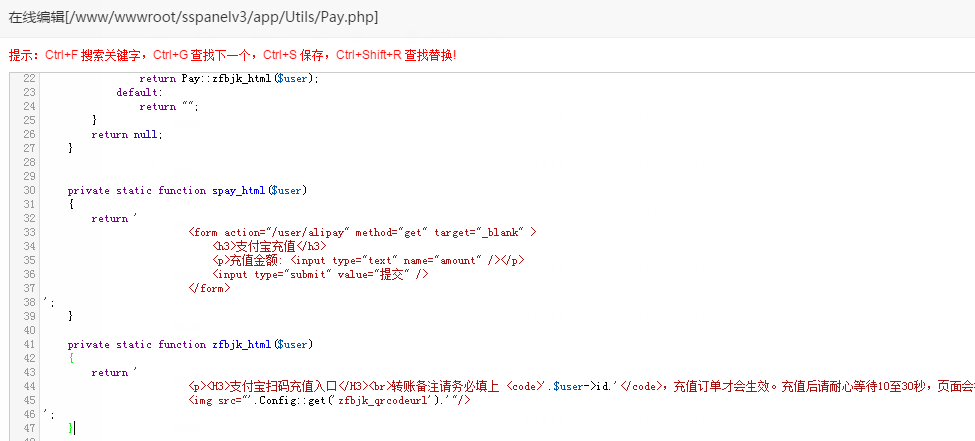 在线编辑[/www/wwwroot/sspanelv3/app/Utils/Pay.php]
提示：Ctrl+F 搜索关键字，Ctrl+G 查找下一个，Ctrl+S 保存，Ctrl+Shift+R 查找替换!
22 return Pay::zfbjk_html($user);
23 default:
24 return "";
25 }
26 return null;
27 }
28
29
30 private static function spay_html($user)
31 {
32 return '
33 <form action="/user/alipay" method="get" target="_blank" >
34 <h3>支付宝充值</h3>
35 <p>充值金额: <input type="text" name="amount" /></p>
36 <input type="submit" value="提交" />
37 </form>
38 ';
39 }
40
41 private static function zfbjk_html($user)
42 {
43 return '
44 <p><H3>支付宝扫码充值入口</H3><br>转账备注请务必填上 <code>'.$user->id.'</code>，充值订单才会生效。充值后请耐心等待10至30秒，页面会
45 <img src="'.Config::get('zfbjk_qrcodeurl').'"/>
46 ';
47 }